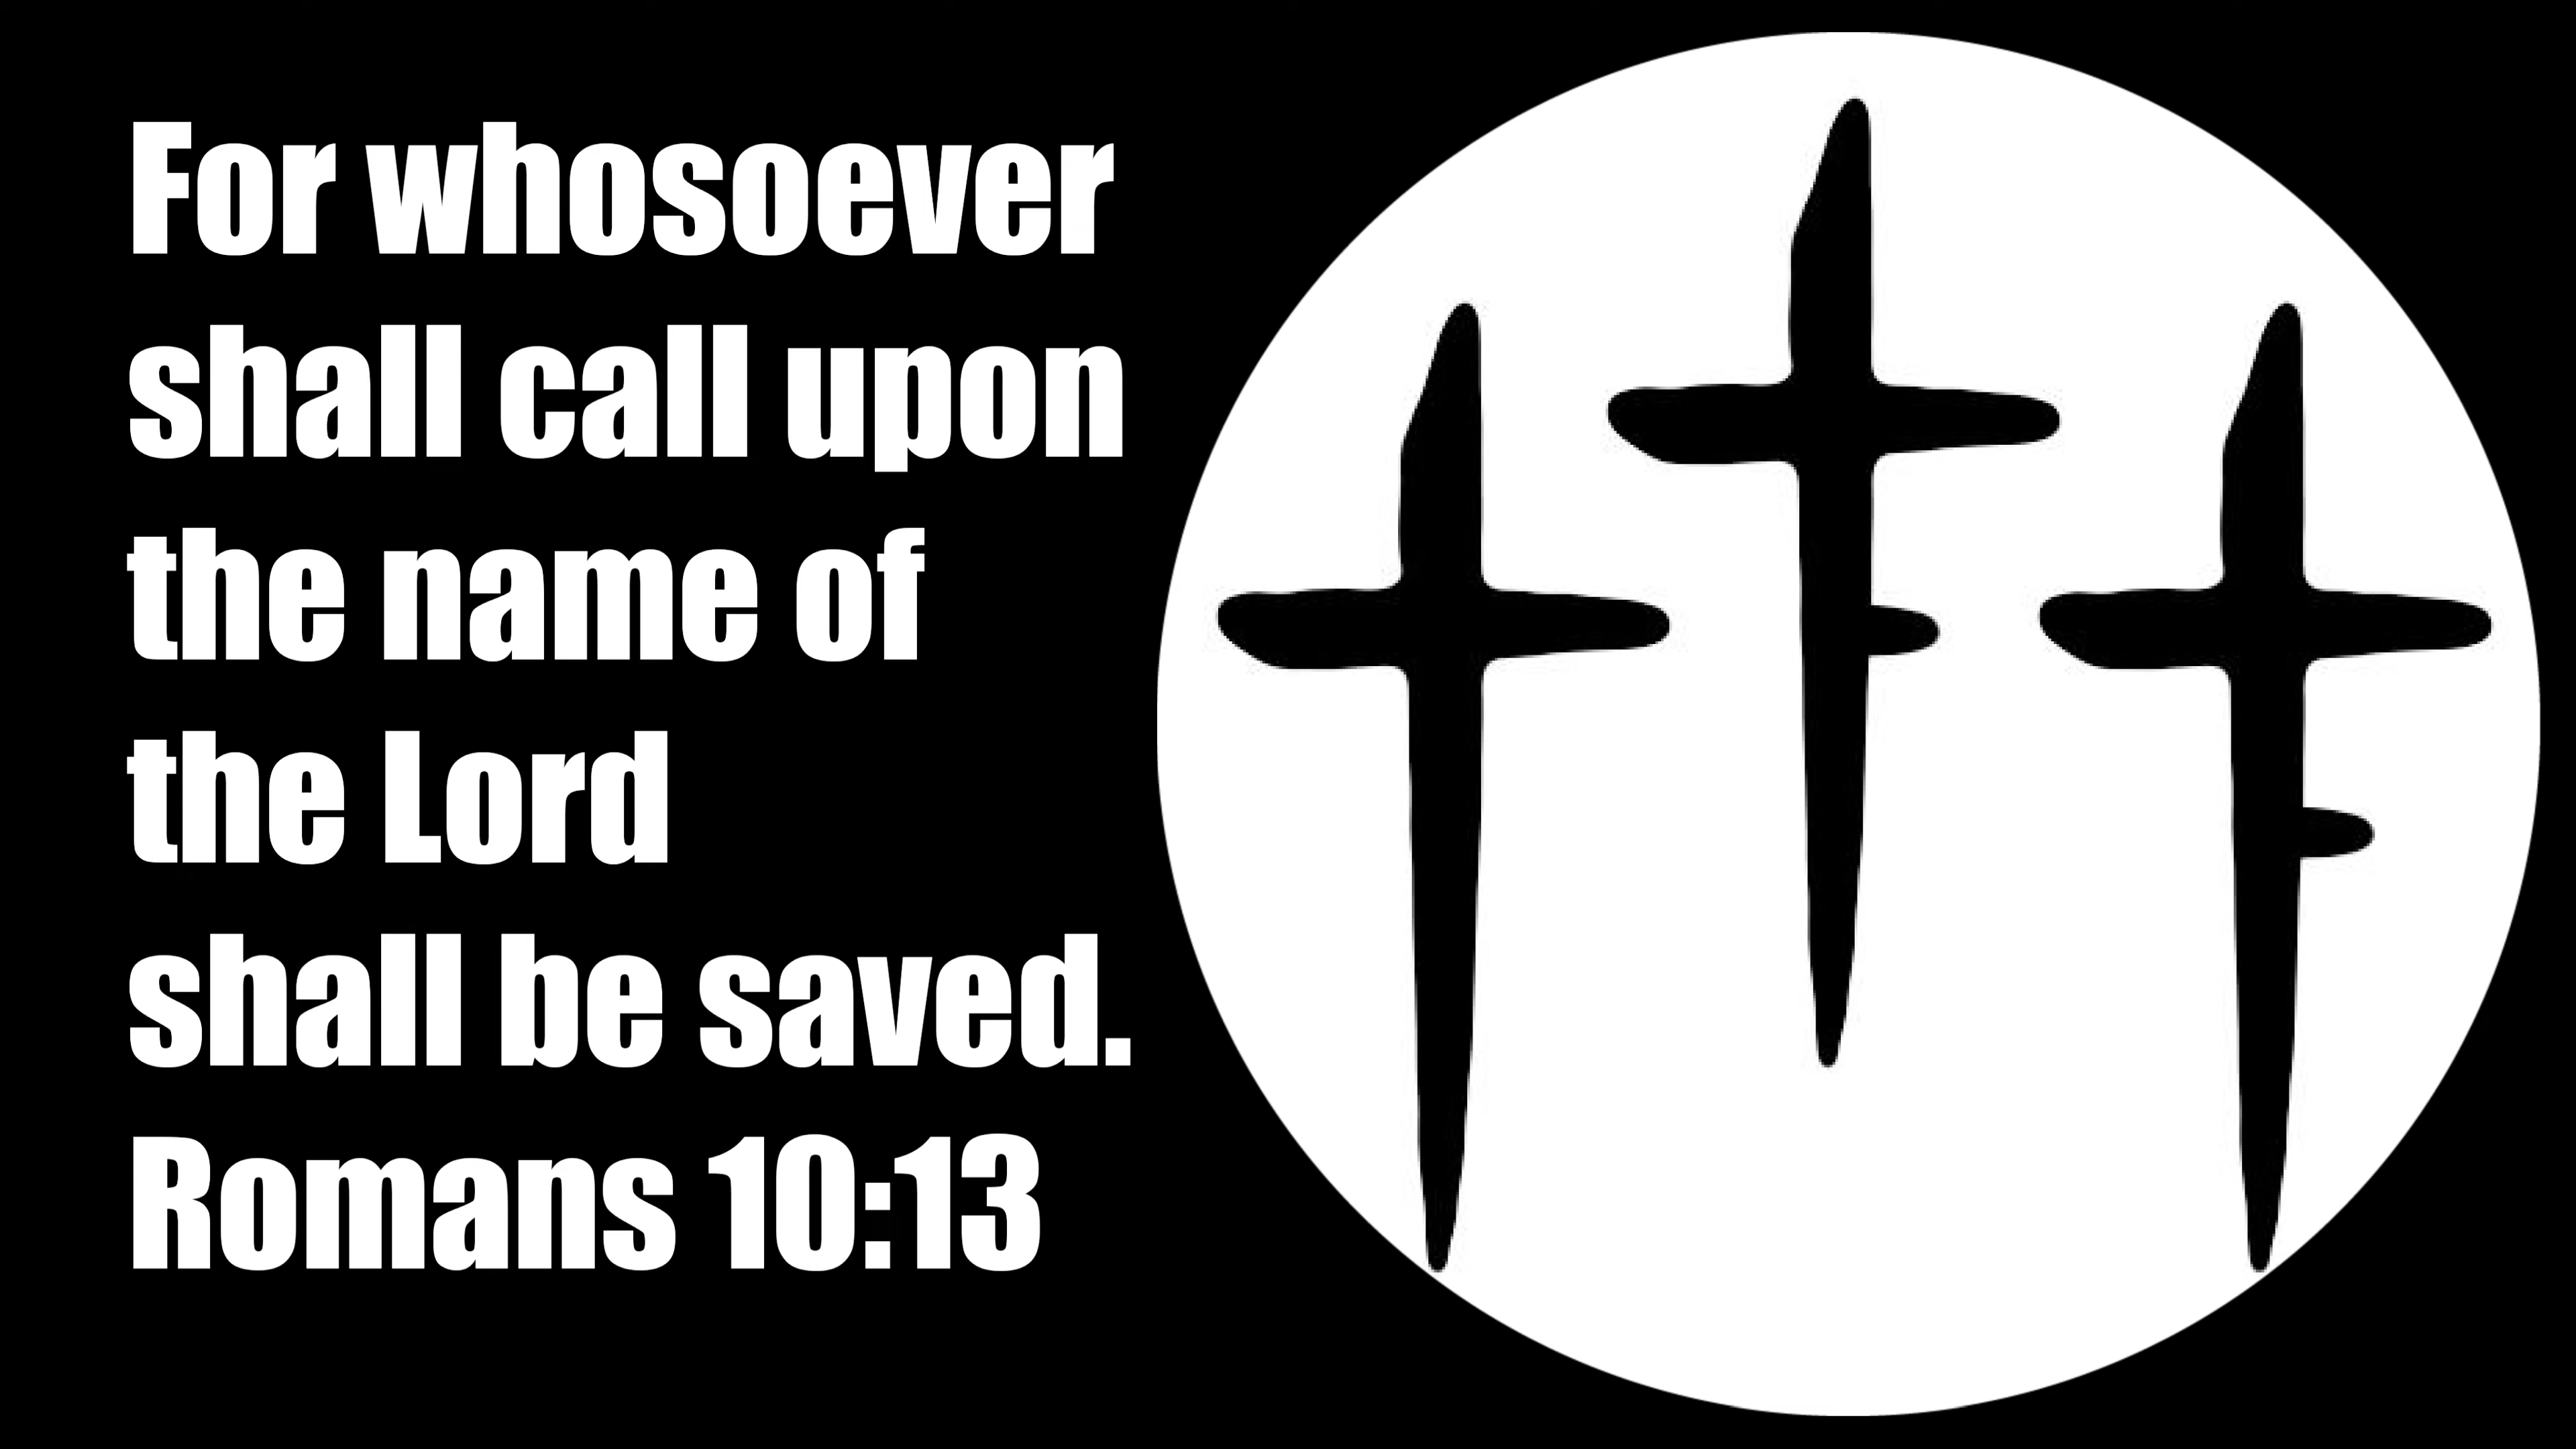 For whosoever
shall call upon
the name of
the Lord
shall be saved.
Romans 10:13